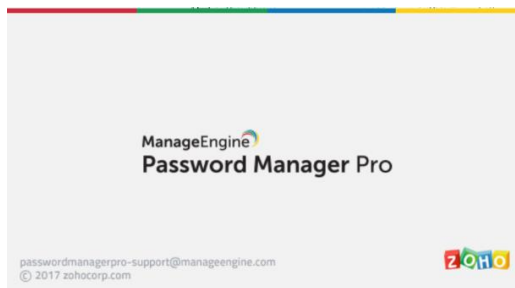 ManageEngine
Password Manager Pro
passwordmanagerpro-support@manageengine.com
© 2017 zohocorp.com
ZOHO